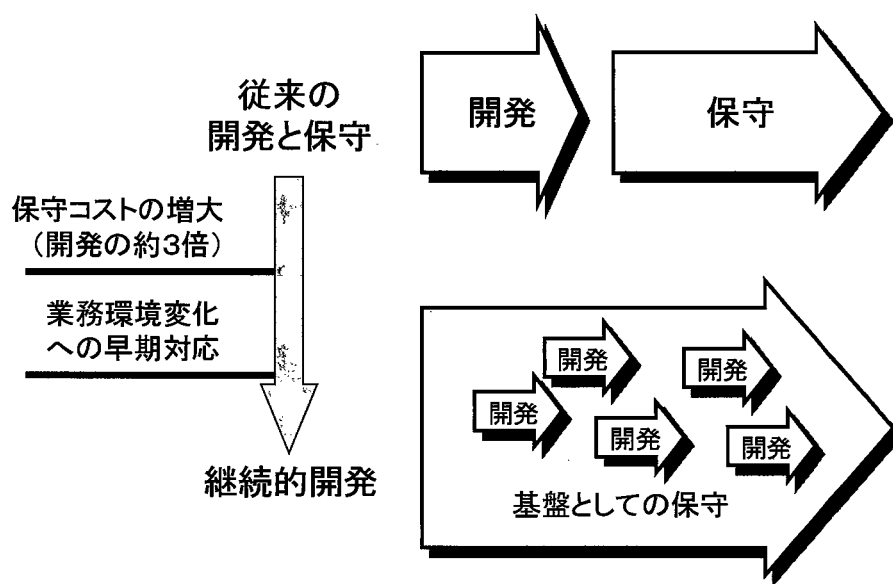 従来の
開発と保守
開発
保守
保守コストの増大
（開発の約3倍）
業務環境変化
への早期対応
継続的開発
開発
開発
開発
開発
開発
基盤としての保守